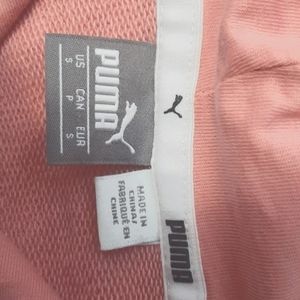 PUMA
US CAN EUR
S P S
MADE IN
CHINA/
FABRIQUÉ EN
CHINE
PUMA